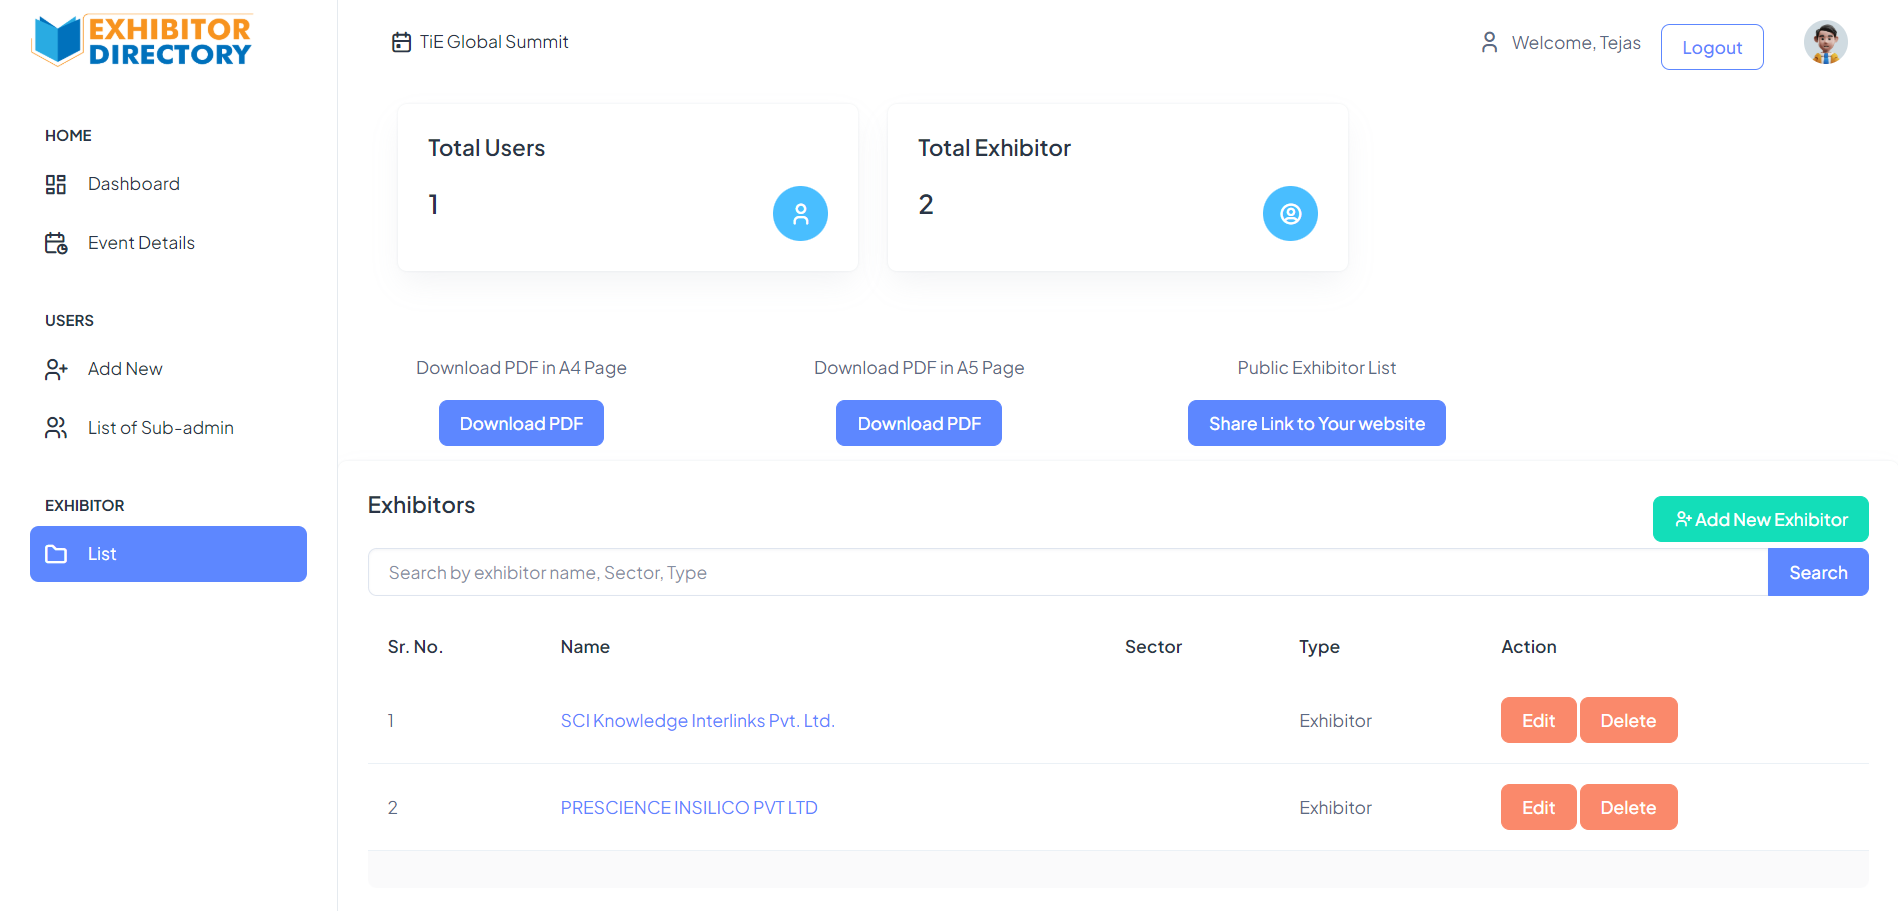 EXHIBITOR
DIRECTORY
TiE Global Summit
Welcome, Tejas
Logout
HOME
Dashboard
Event Details
USERS
Add New
List of Sub-admin
EXHIBITOR
List
Total Users
1
Total Exhibitor
2
Download PDF in A4 Page
Download PDF
Download PDF in A5 Page
Download PDF
Public Exhibitor List
Share Link to Your website
Exhibitors
Add New Exhibitor
Search by exhibitor name, Sector, Type
Search
Sr. No. Name Sector Type Action
1 SCI Knowledge Interlinks Pvt. Ltd. Exhibitor Edit Delete
2 PRESCIENCE INSILICO PVT LTD Exhibitor Edit Delete